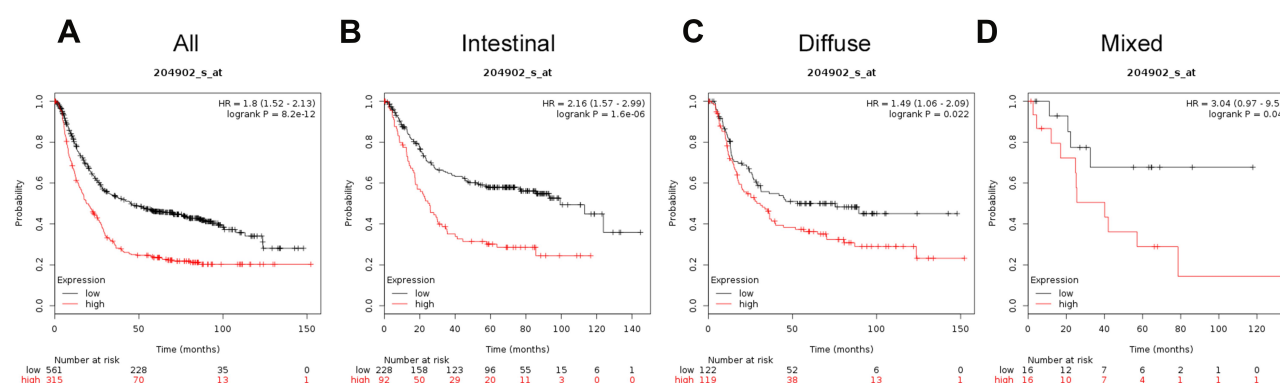 A All
B Intestinal
C Diffuse
D Mixed
204902_s_at
HR = 1.8 (1.52 - 2.13)
logrank P = 8.2e-12
Probability
1.0
0.8
0.6
0.4
0.2
0.0
Expression
low
high
0 50 100 150
Time (months)
Number at risk
low 561 228 35 0
high 315 70 13 1
204902_s_at
HR = 2.16 (1.57 - 2.99)
logrank P = 1.6e-06
Probability
1.0
0.8
0.6
0.4
0.2
0.0
Expression
low
high
0 20 40 60 80 100 120 140
Time (months)
Number at risk
low 228 158 123 96 55 15 6 1
high 92 50 29 20 11 3 0 0
204902_s_at
HR = 1.49 (1.06 - 2.09)
logrank P = 0.022
Probability
1.0
0.8
0.6
0.4
0.2
0.0
Expression
low
high
0 50 100 150
Time (months)
Number at risk
low 122 52 6 0
high 119 38 13 1
204902_s_at
HR = 3.04 (0.97 - 9.5
logrank P = 0.04
Probability
1.0
0.8
0.6
0.4
0.2
0.0
Expression
low
high
0 20 40 60 80 100 120
Time (months)
Number at risk
low 16 12 7 6 2 1 0
high 16 10 7 4 1 1 1